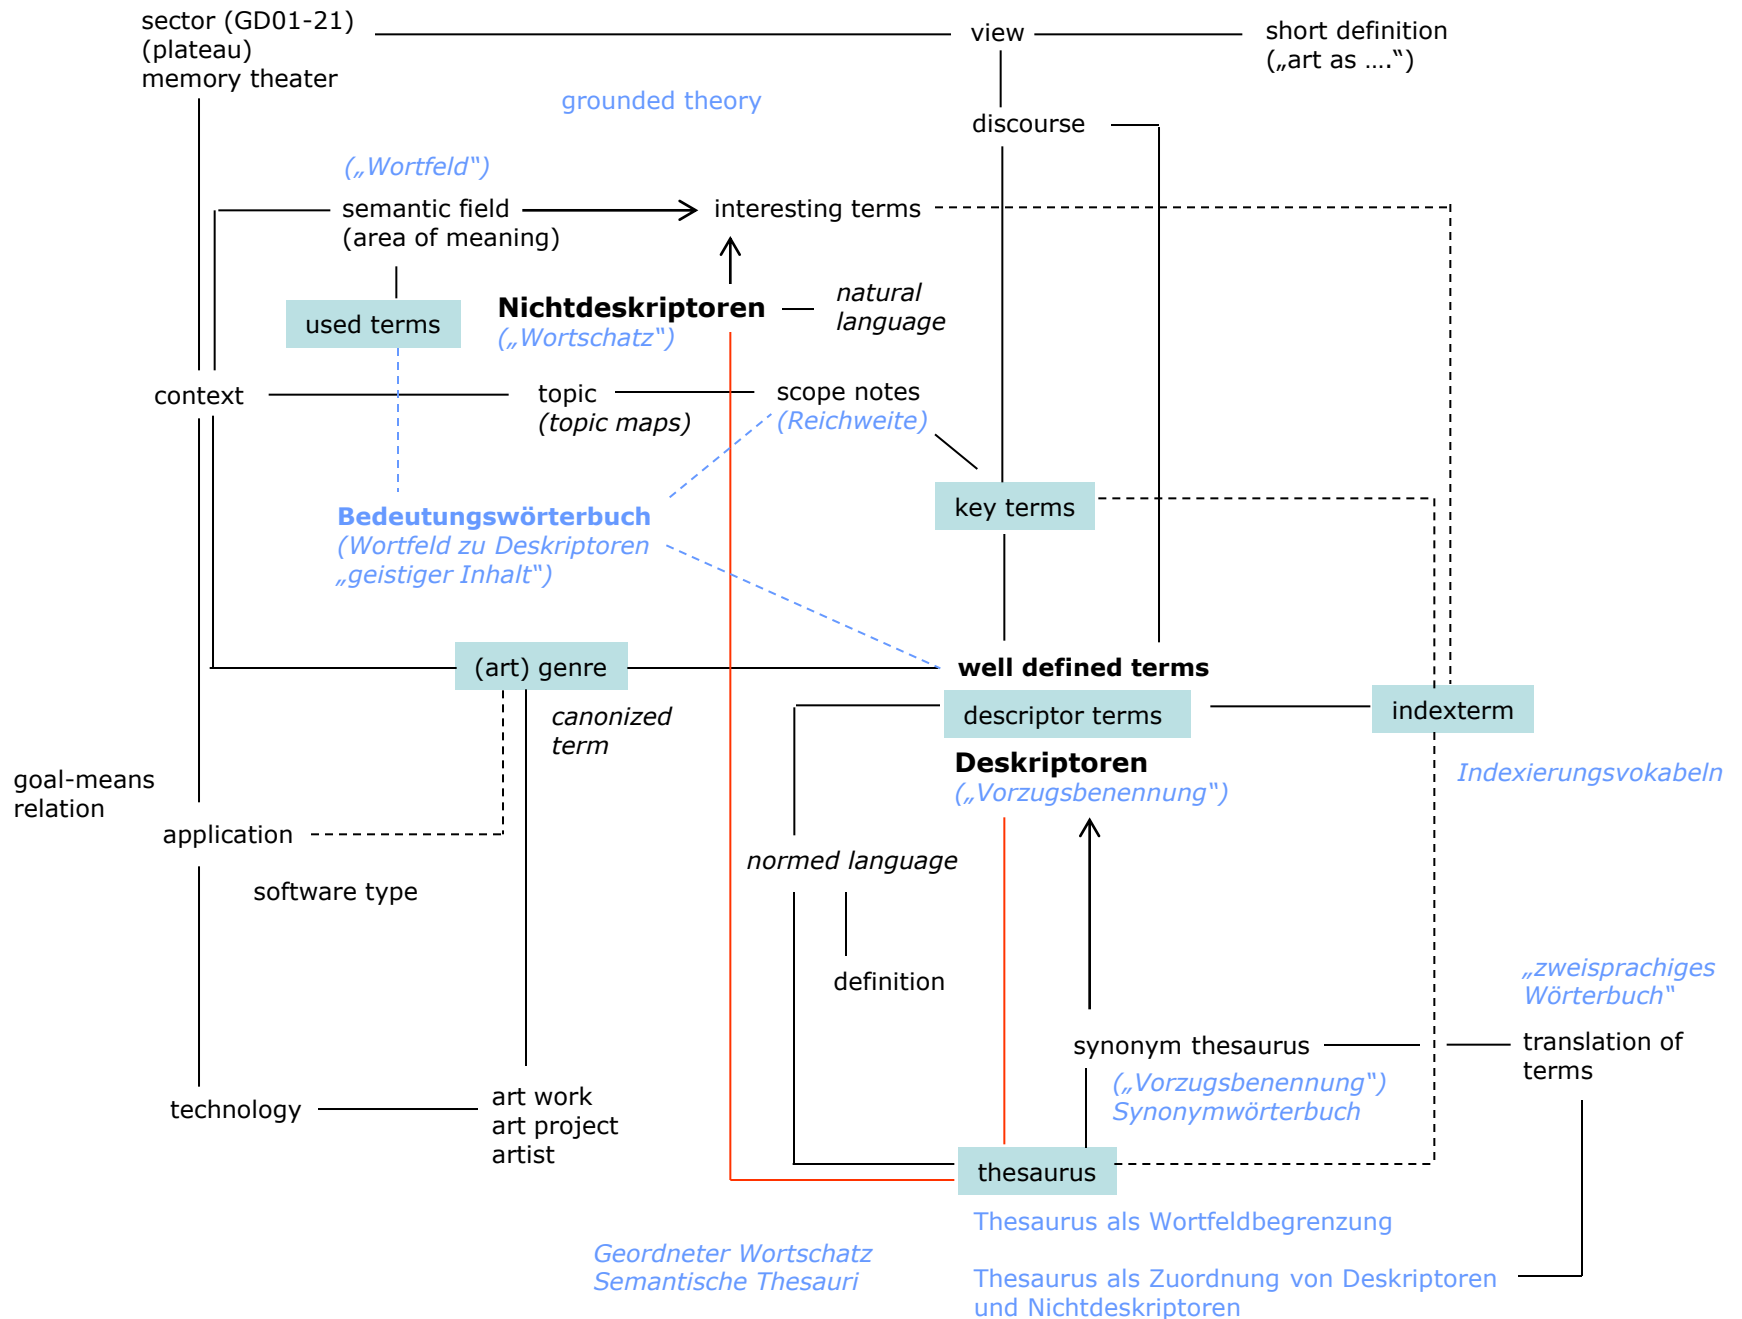 sector (GD01-21)
(plateau)
memory theater
view
short definition
(„art as ....“)
grounded theory
discourse
(„Wortfeld“)
semantic field
(area of meaning)
interesting terms
used terms
Nichtdeskriptoren
(„Wortschatz“)
natural
language
context
topic
(topic maps)
scope notes
(Reichweite)
key terms
Bedeutungswörterbuch
(Wortfeld zu Deskriptoren
„geistiger Inhalt“)
(art) genre
canonized
term
well defined terms
descriptor terms
Deskriptoren
(„Vorzugsbenennung“)
indexterm
Indexierungsvokabeln
goal-means
relation
application
software type
normed language
definition
„zweisprachiges
Wörterbuch“
synonym thesaurus
(„Vorzugsbenennung“)
Synonymwörterbuch
translation of
terms
technology
art work
art project
artist
thesaurus
Thesaurus als Wortfeldbegrenzung
Geordneter Wortschatz
Semantische Thesauri
Thesaurus als Zuordnung von Deskriptoren
und Nichtdeskriptoren